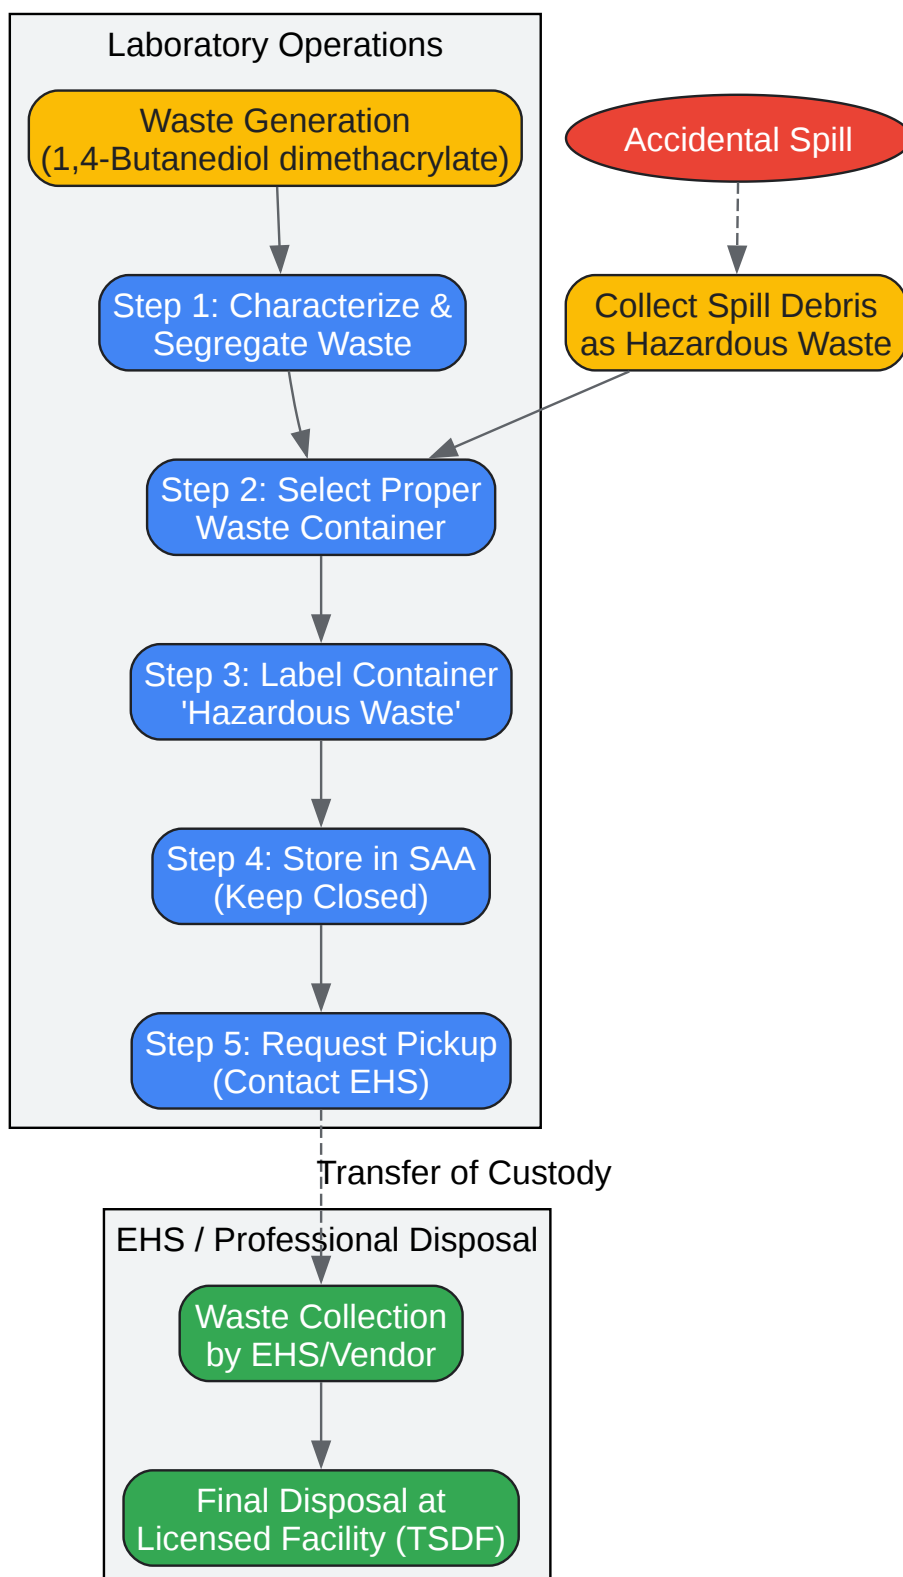 Laboratory Operations
Waste Generation
(1,4-Butanediol dimethacrylate)
Accidental Spill
Step 1: Characterize &
Segregate Waste
Collect Spill Debris
as Hazardous Waste
Step 2: Select Proper
Waste Container
Step 3: Label Container
'Hazardous Waste'
Step 4: Store in SAA
(Keep Closed)
Step 5: Request Pickup
(Contact EHS)
Transfer of Custody
EHS / Professional Disposal
Waste Collection
by EHS/Vendor
Final Disposal at
Licensed Facility (TSDF)